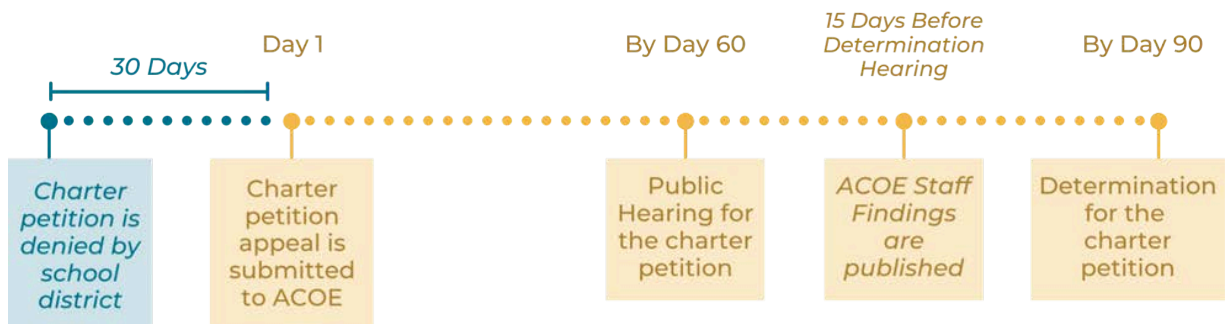 30 Days
Day 1
By Day 60
15 Days Before
Determination
Hearing
By Day 90
Charter
petition is
denied by
school
district
Charter
petition
appeal is
submitted
to ACOE
Public
Hearing for
the charter
petition
ACOE Staff
Findings
are
published
Determination
for the
charter
petition